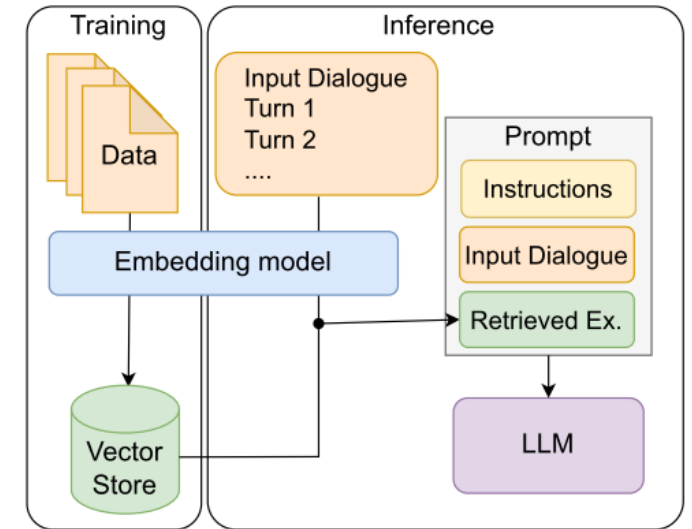 Training
Inference
Data
Input Dialogue
Turn 1
Turn 2
....
Prompt
Instructions
Input Dialogue
Retrieved Ex.
Embedding model
Vector
Store
LLM